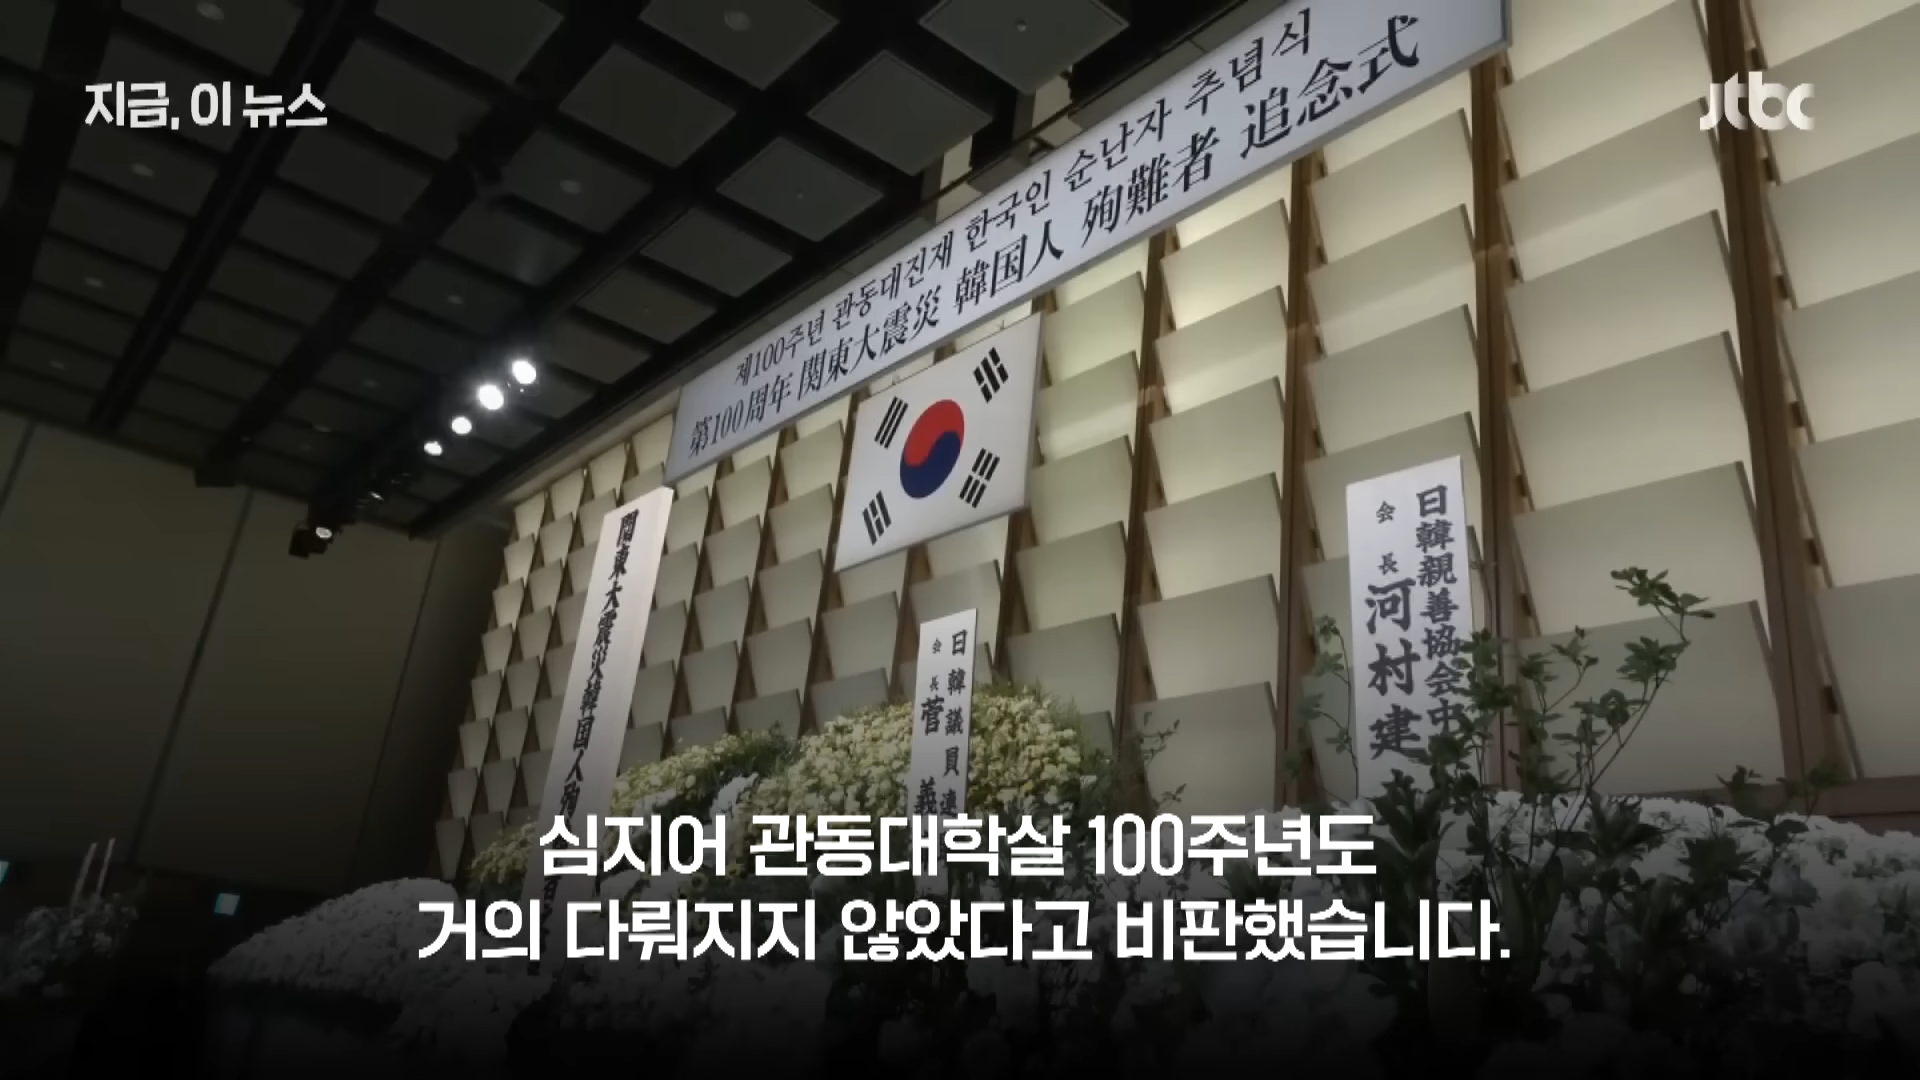 지금, 이 뉴스
jtbc
제100주년 관동대진재 한국인 순난자 추념식
第100周年 関東大震災 韓国人 殉難者 追念式
関東大震災韓国人殉
日韓議員連
会長 菅 義
日韓親善協会中
会長 河村建
심지어 관동대학살 100주년도
거의 다뤄지지 않았다고 비판했습니다.